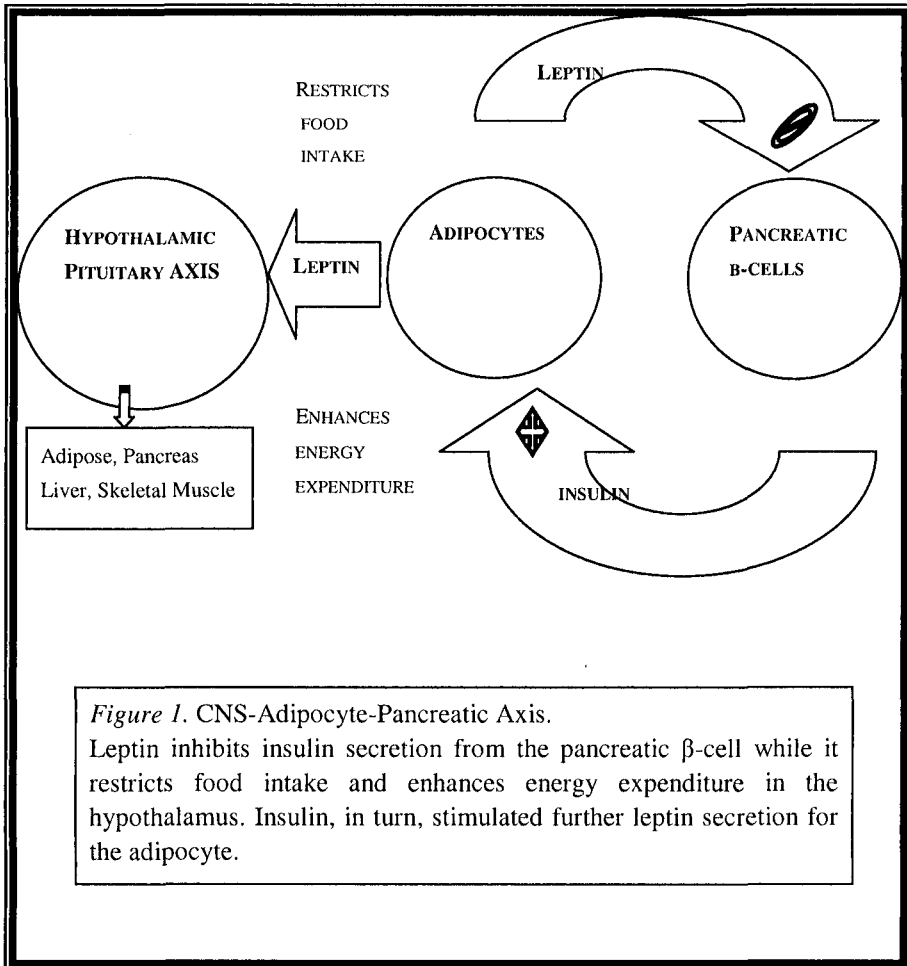 LEPTIN
RESTRICTS
FOOD
INTAKE
HYPOTHALAMIC
PITUITARY AXIS
LEPTIN
ADIPOCYTES
PANCREATIC
B-CELLS
Adipose, Pancreas
Liver, Skeletal Muscle
ENHANCES
ENERGY
EXPENDITURE
INSULIN
Figure 1. CNS-Adipocyte-Pancreatic Axis.
Leptin inhibits insulin secretion from the pancreatic β-cell while it
restricts food intake and enhances energy expenditure in the
hypothalamus. Insulin, in turn, stimulated further leptin secretion for
the adipocyte.